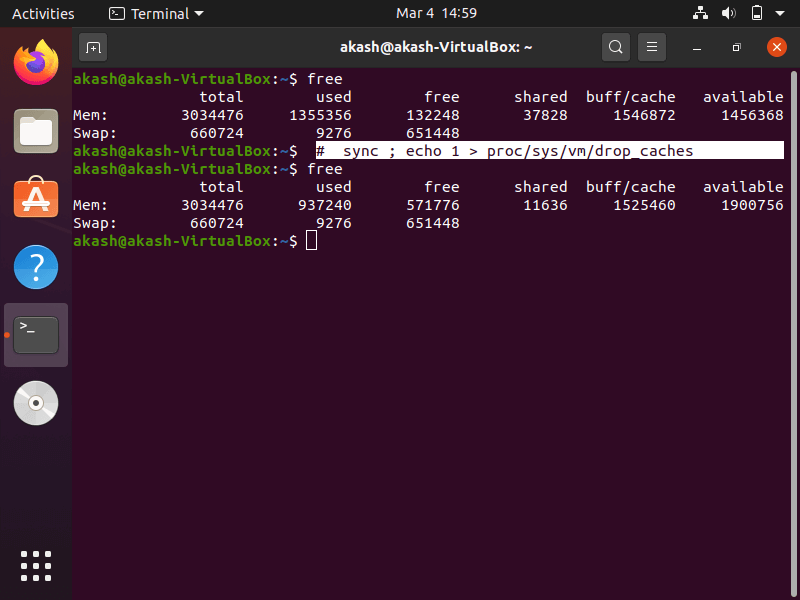 Activities Terminal Mar 4 14:59
akash@akash-VirtualBox: ~
akash@akash-VirtualBox:~$ free
total used free shared buff/cache available
Mem: 3034476 1355356 132248 37828 1546872 1456368
Swap: 660724 9276 651448
akash@akash-VirtualBox:~$ # sync ; echo 1 > proc/sys/vm/drop_caches
akash@akash-VirtualBox:~$ free
total used free shared buff/cache available
Mem: 3034476 937240 571776 11636 1525460 1900756
Swap: 660724 9276 651448
akash@akash-VirtualBox:~$